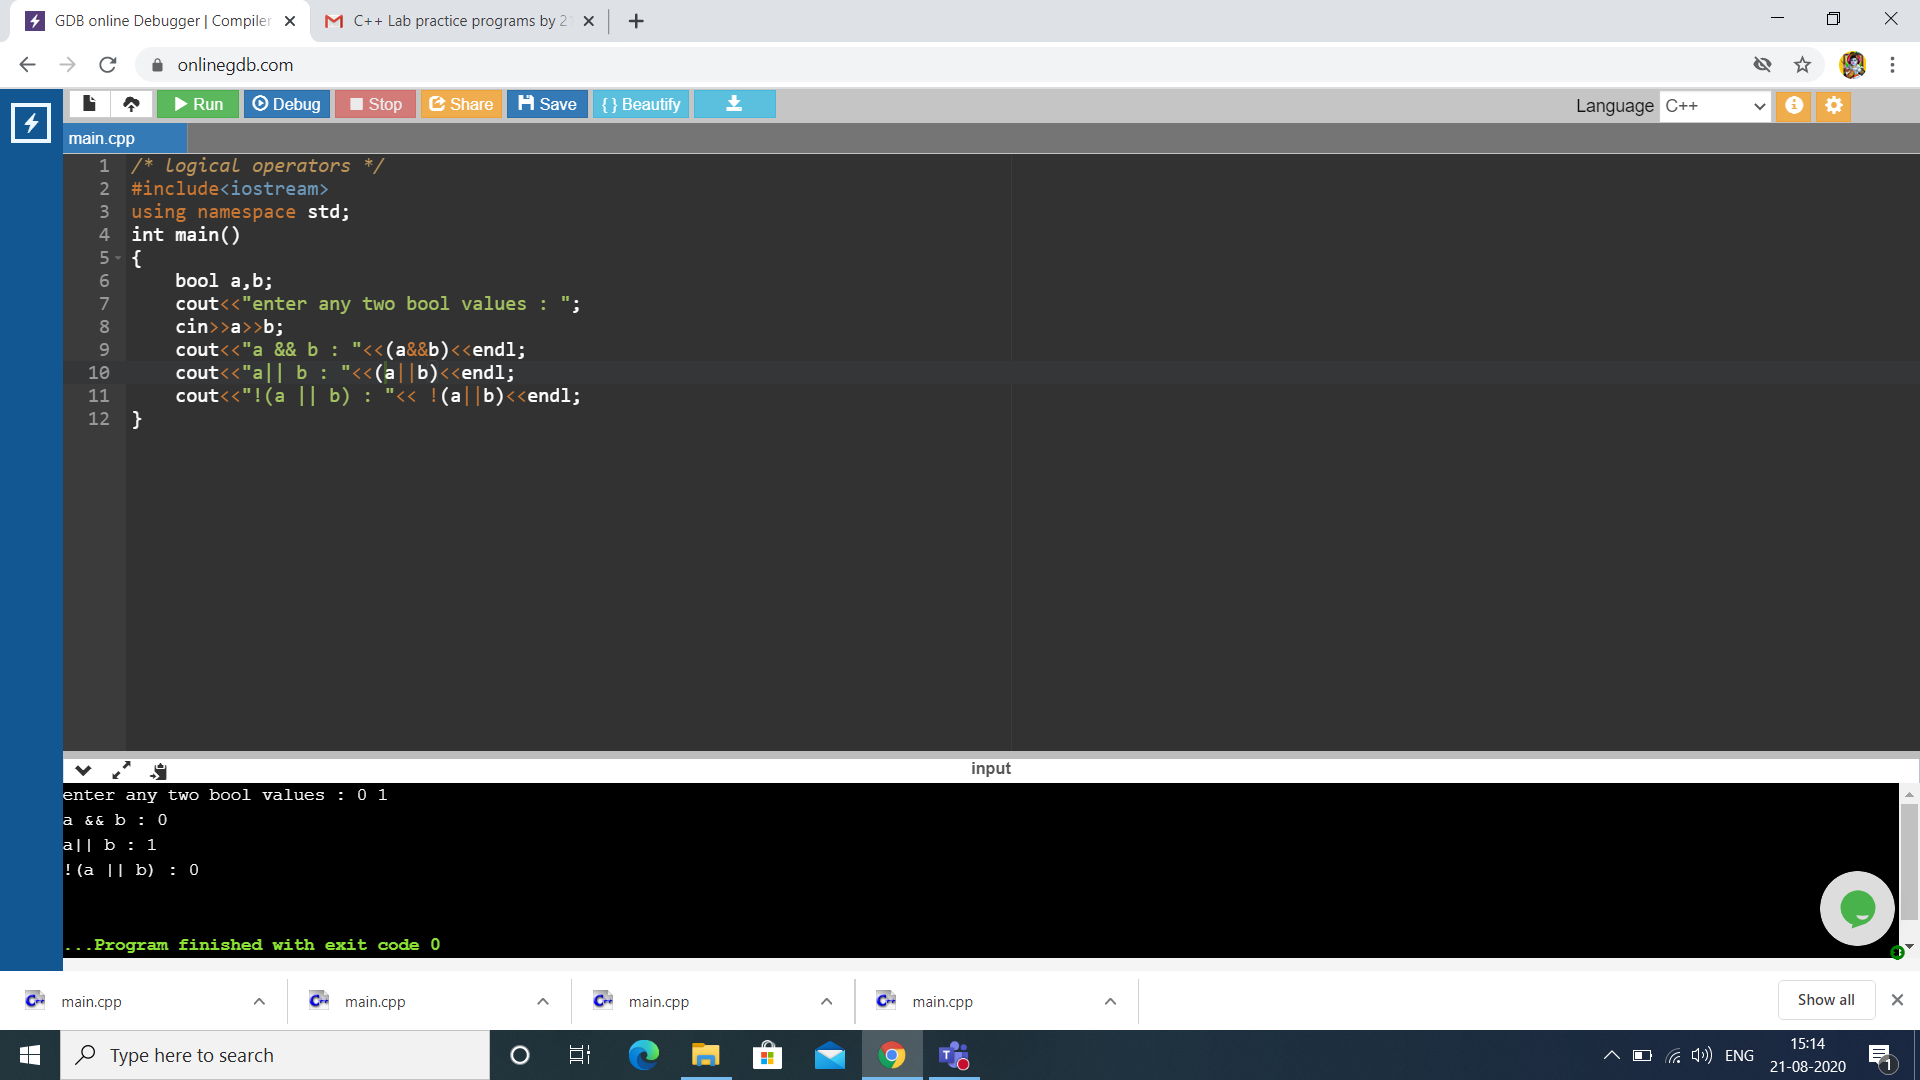 GDB online Debugger | Compiler
C++ Lab practice programs by 2
onlinegdb.com
Run Debug Stop Share Save { } Beautify
Language C++
main.cpp
1 /* logical operators */
2 #include<iostream>
3 using namespace std;
4 int main()
5 {
6 bool a,b;
7 cout<<"enter any two bool values : ";
8 cin>>a>>b;
9 cout<<"a && b : "<<(a&&b)<<endl;
10 cout<<"a|| b : "<<(a||b)<<endl;
11 cout<<"!(a || b) : "<< !(a||b)<<endl;
12 }
input
enter any two bool values : 0 1
a && b : 0
a|| b : 1
!(a || b) : 0
...Program finished with exit code 0
main.cpp main.cpp main.cpp main.cpp Show all
Type here to search
ENG
15:14
21-08-2020
1